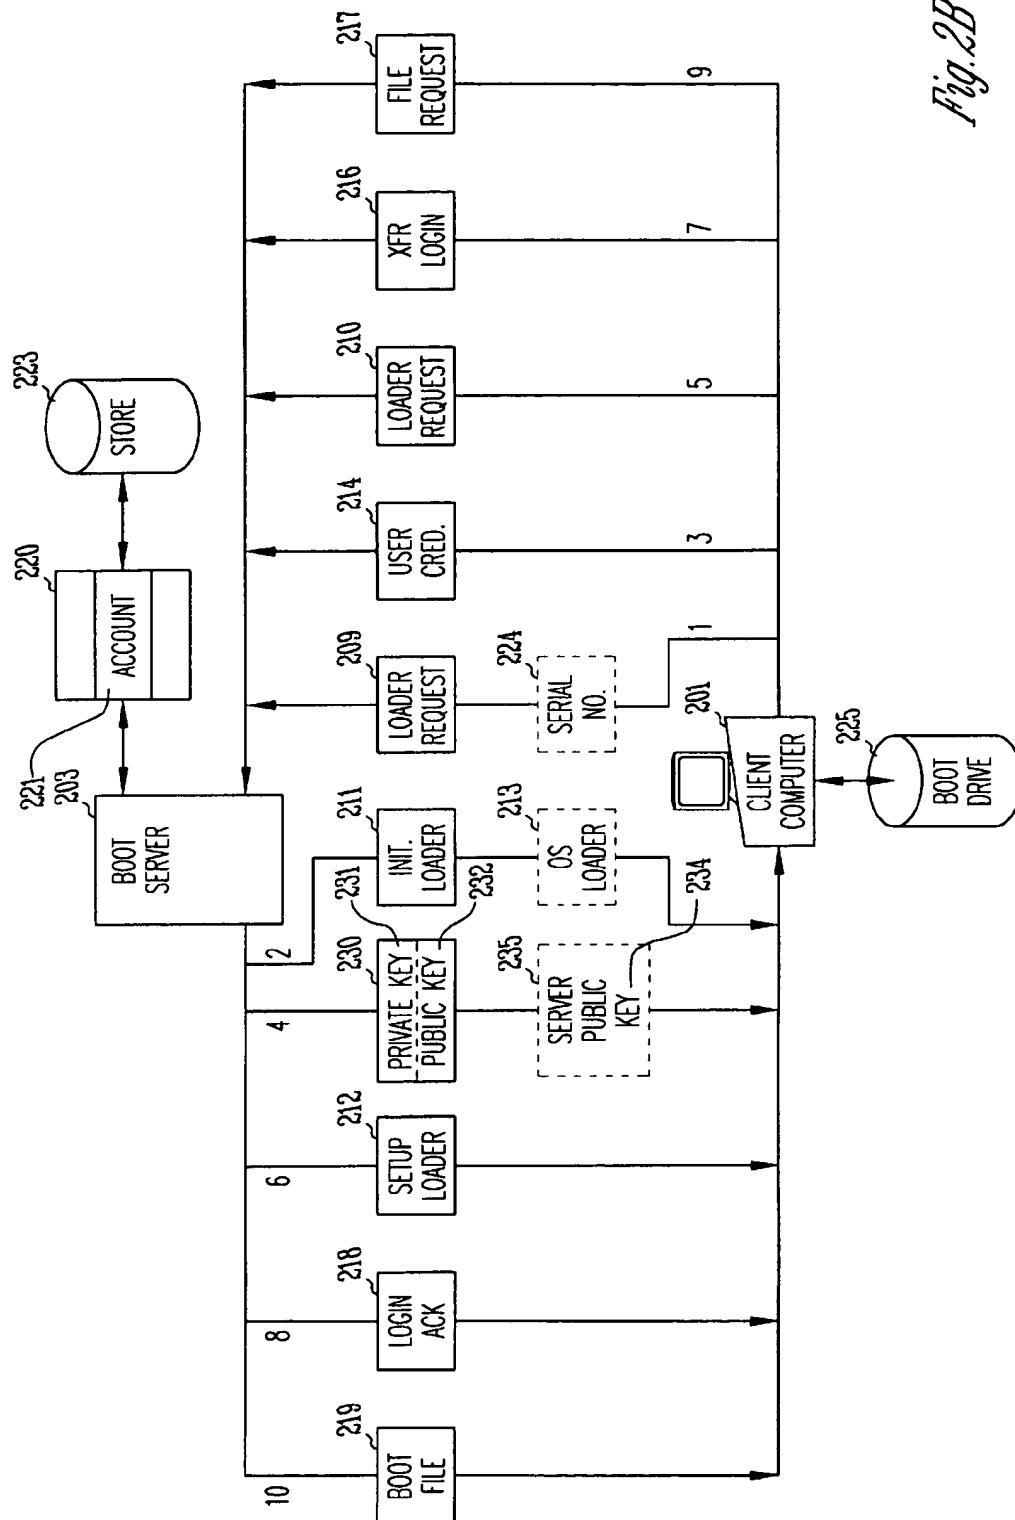 217
FILE
REQUEST
9
216
XFR
LOGIN
7
223
STORE
210
LOADER
REQUEST
5
220
ACCOUNT
221
214
USER
CRED.
3
209
LOADER
REQUEST
224
SERIAL
NO.
1
203
BOOT
SERVER
201
CLIENT
COMPUTER
225
BOOT
DRIVE
211
INIT.
LOADER
213
OS
LOADER
2
231
232
230
PRIVATE KEY
PUBLIC KEY
234
235
SERVER
PUBLIC
KEY
4
212
SETUP
LOADER
6
218
LOGIN
ACK
8
219
BOOT
FILE
10
Fig.2B